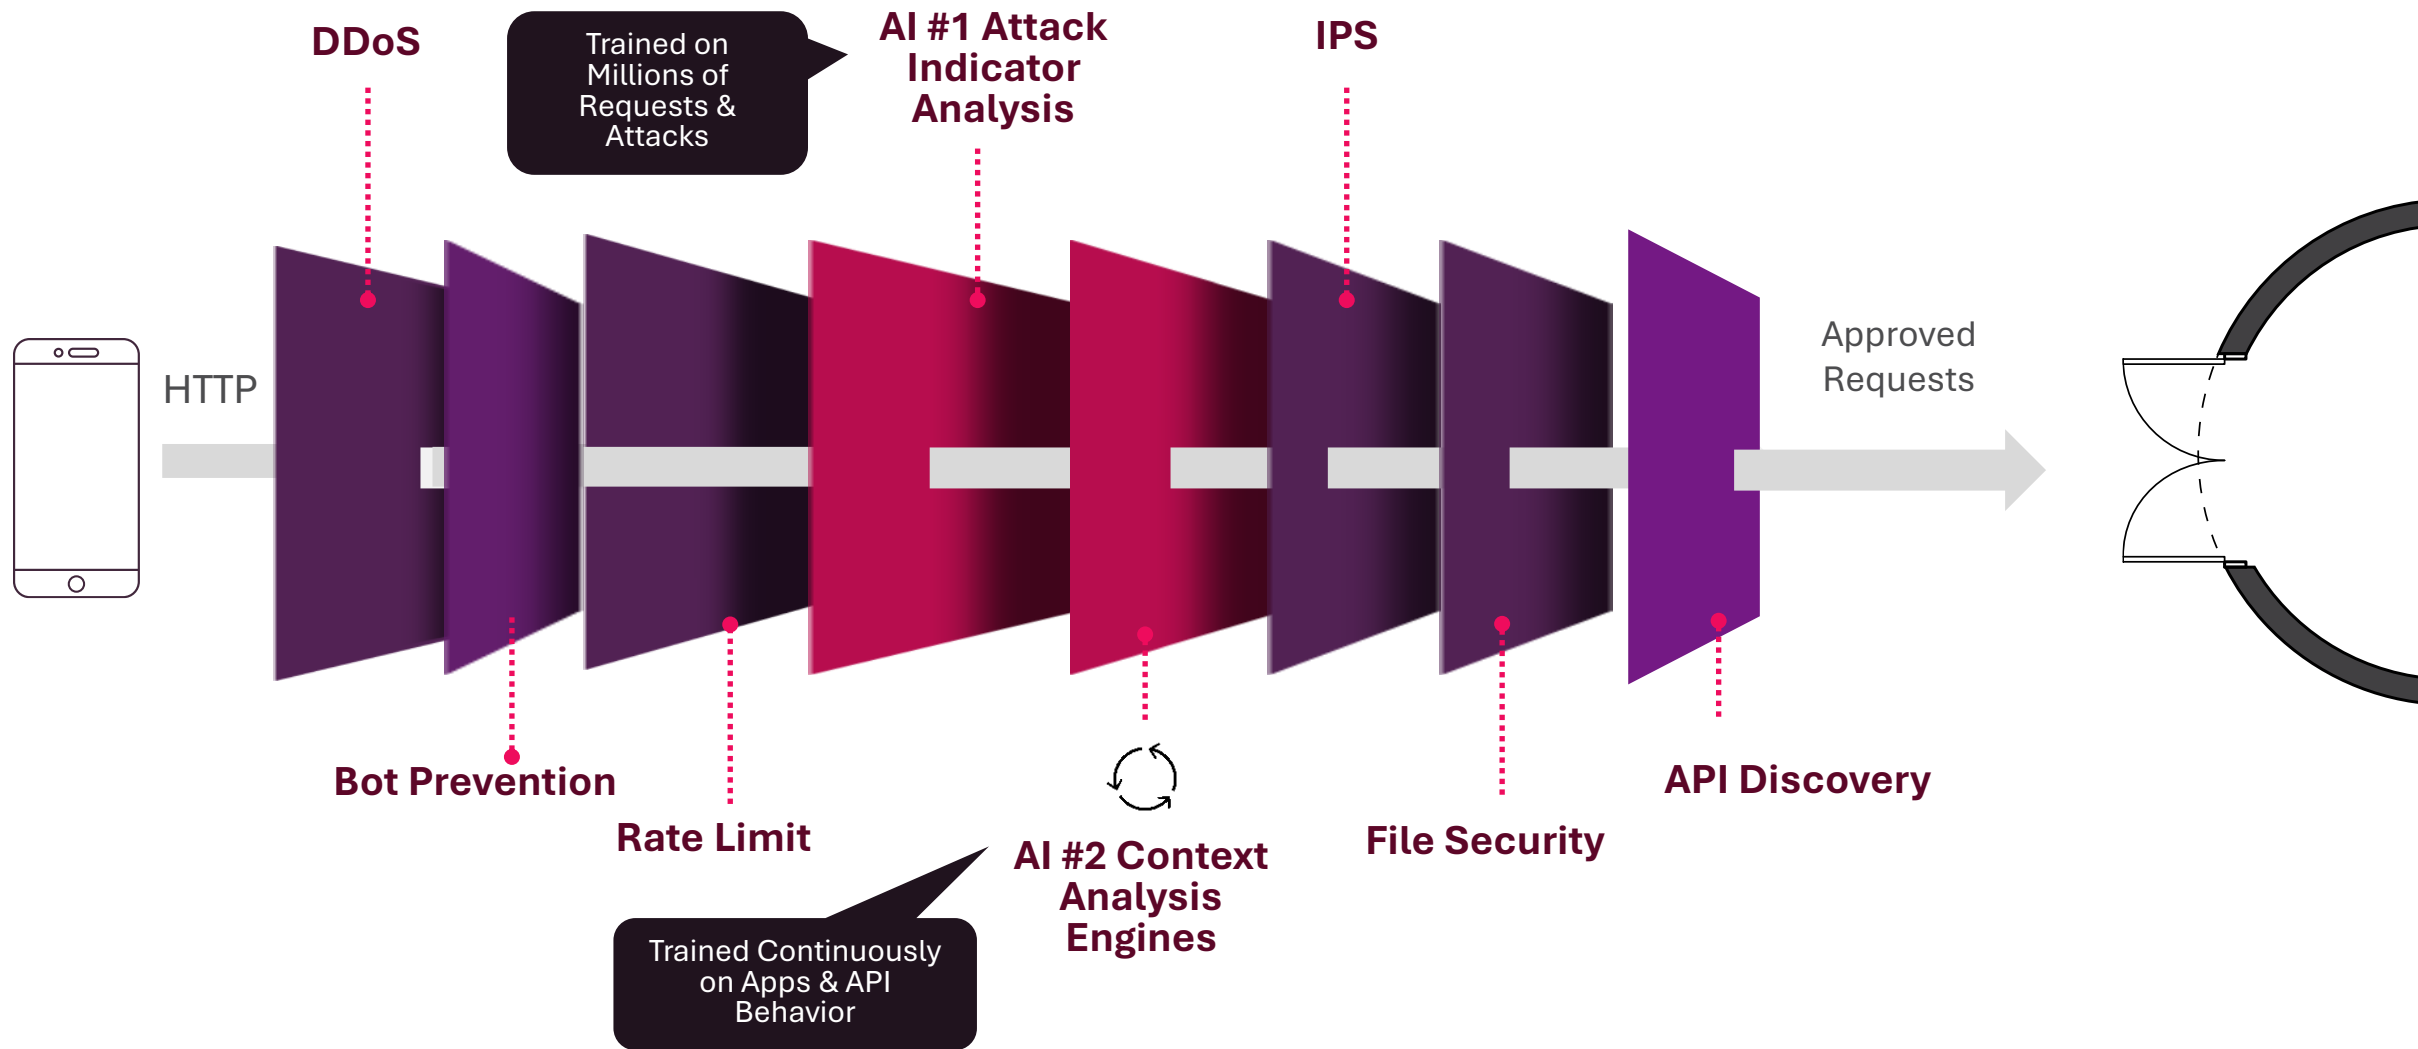 DDoS
Trained on
Millions of
Requests &
Attacks
AI #1 Attack
Indicator
Analysis
IPS
HTTP
Approved
Requests
Bot Prevention
Rate Limit
AI #2 Context
Analysis
Engines
File Security
API Discovery
Trained Continuously
on Apps & API
Behavior